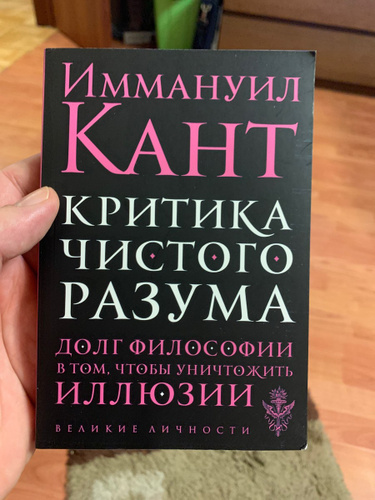 Иммануил
Кант
Критика
чистого
разума
Долг философии
в том, чтобы уничтожить
иллюзии
Великие личности